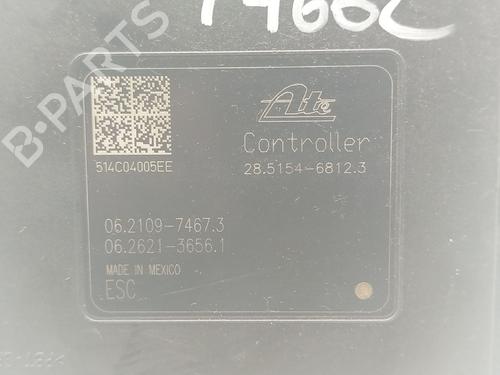 Ate
514C04005EE
Controller
28.5154-6812.3
06.2109-7467.3
06.2621-3656.1
MADE IN MEXICO
ESC
B-PARTS